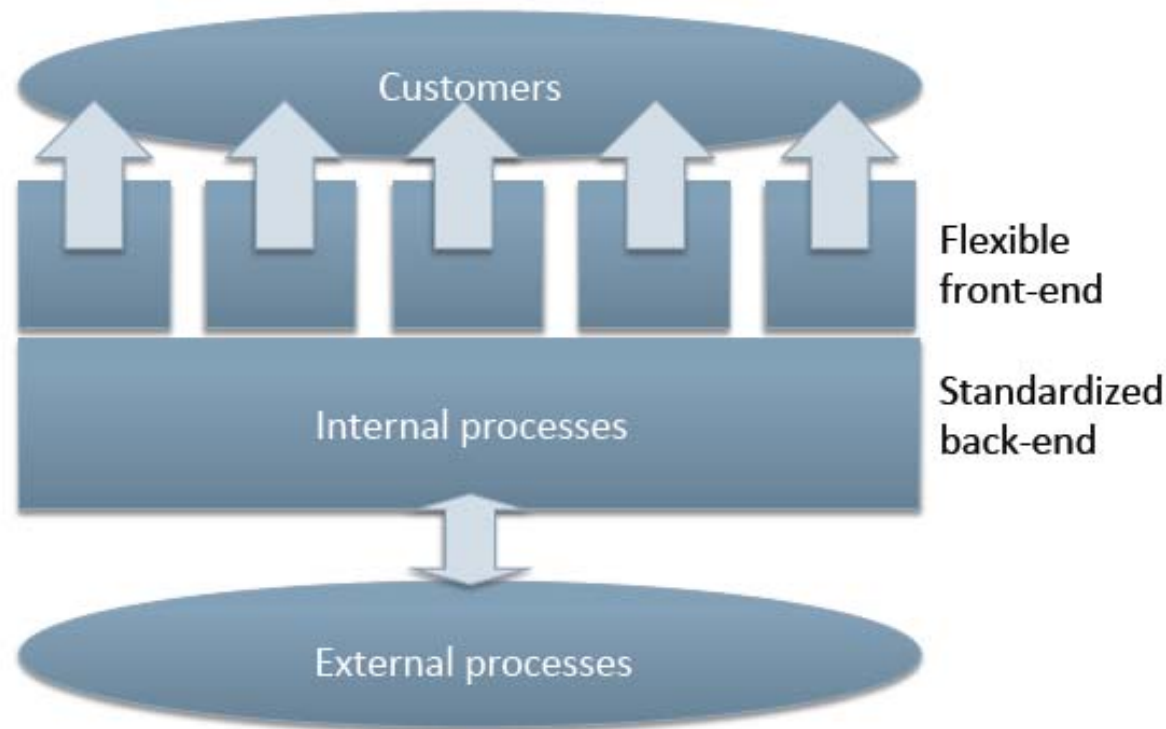 Customers
Flexible
front-end
Internal processes
Standardized
back-end
External processes